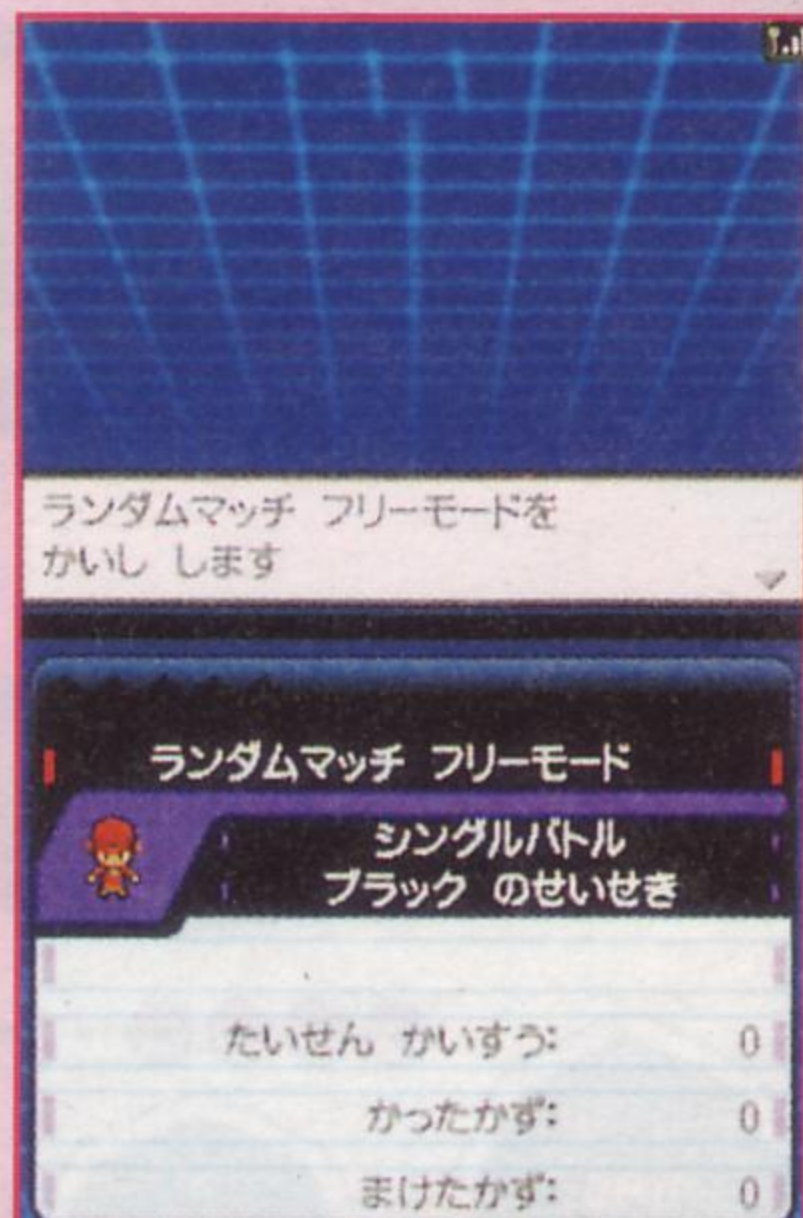 ランダムマッチ フリーモードを
かいし します
ランダムマッチ フリーモード
シングルバトル
ブラック のせいせき
たいせん かいすう: 0
かったかず: 0
まけたかず: 0